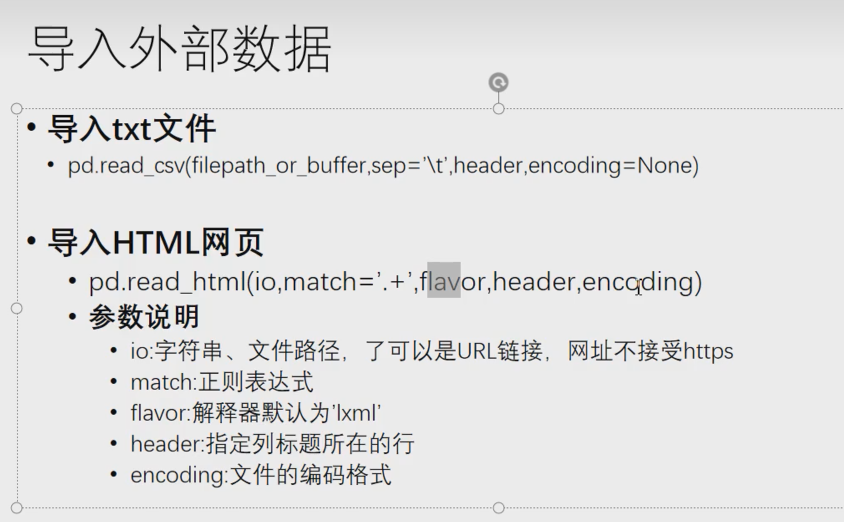 导入外部数据
• 导入txt文件
• pd.read_csv(filepath_or_buffer,sep='\t',header,encoding=None)
• 导入HTML网页
• pd.read_html(io,match='.+',flavor,header,encoding)
• 参数说明
• io:字符串、文件路径，了可以是URL链接，网址不接受https
• match:正则表达式
• flavor:解释器默认为'lxml'
• header:指定列标题所在的行
• encoding:文件的编码格式